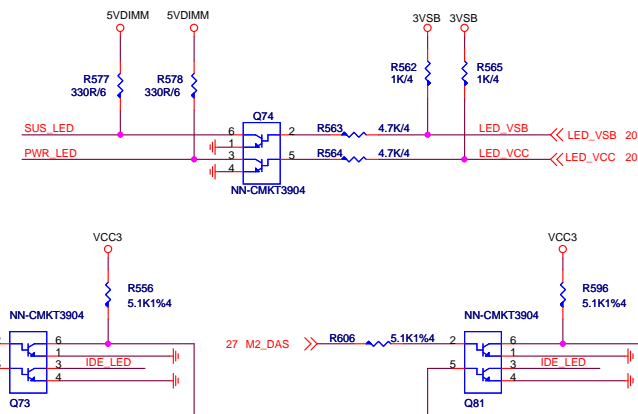 5VDIMM 5VDIMM 3VSB 3VSB
R577 330R/6
R578 330R/6
R562 1K/4
R565 1K/4
Q74
SUS_LED 6 2 R563 4.7K/4 LED_VSB LED_VSB 20
1
PWR_LED 3 5 R564 4.7K/4 LED_VCC LED_VCC 20
4
NN-CMKT3904
VCC3 VCC3
R556 5.1K1%4
R596 5.1K1%4
NN-CMKT3904 NN-CMKT3904
6 27 M2_DAS R606 5.1K1%4 2 6
1 1
IDE_LED 3 5 IDE_LED 3
4 4
Q73 Q81